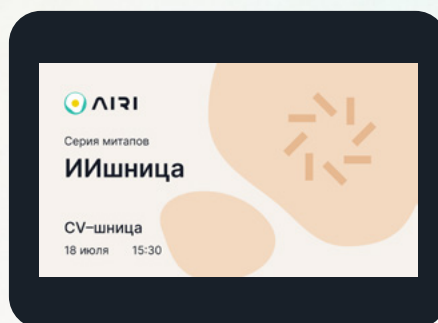 AIRI
Серия митапов
ИИшница
CV–шница
18 июля 15:30